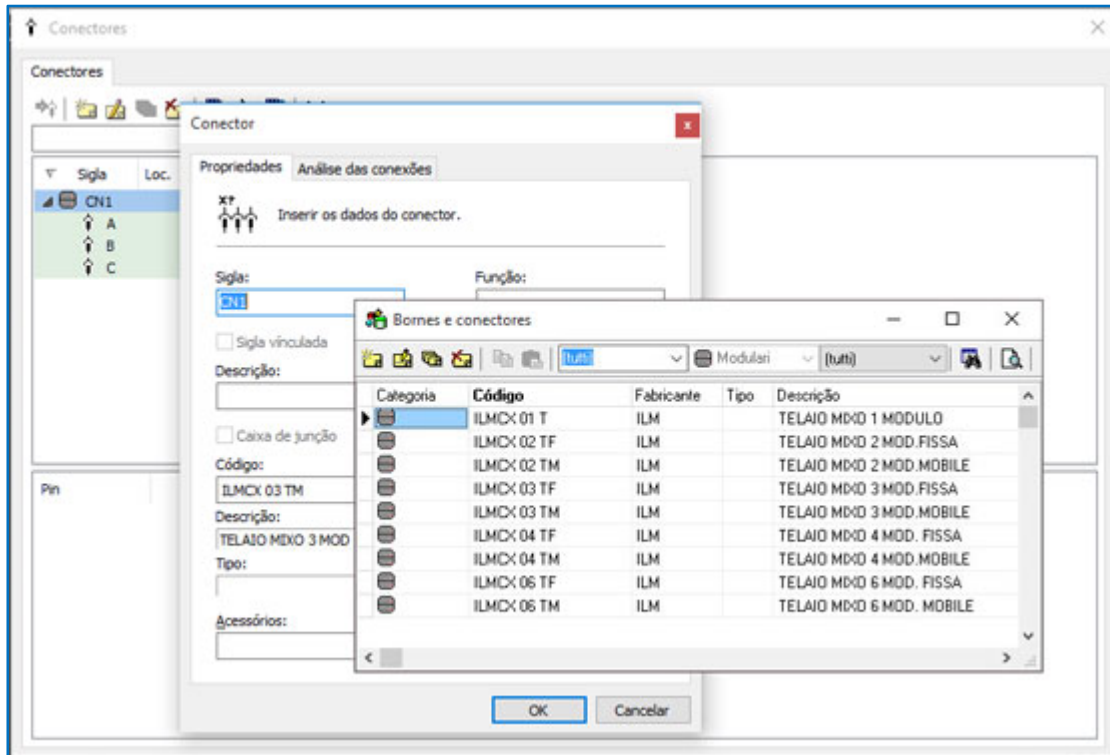 Conectores
Conectores
Conector
Propriedades Análise das conexões
X?
Inserir os dados do conector.
Sigla Loc.
CN1
A
B
C
Sigla: Função:
CN1
Sigla vinculada
Descrição:
Caixa de junção
Código:
ILMCX 03 TM
Descrição:
TELAIO MIXO 3 MOD
Tipo:
Acessórios:
OK Cancelar
Pin
Bornes e conectores
(tutti) Modulari (tutti)
Categoria Código Fabricante Tipo Descrição
ILMCX 01 T ILM TELAIO MIXO 1 MODULO
ILMCX 02 TF ILM TELAIO MIXO 2 MOD.FISSA
ILMCX 02 TM ILM TELAIO MIXO 2 MOD.MOBILE
ILMCX 03 TF ILM TELAIO MIXO 3 MOD.FISSA
ILMCX 03 TM ILM TELAIO MIXO 3 MOD.MOBILE
ILMCX 04 TF ILM TELAIO MIXO 4 MOD. FISSA
ILMCX 04 TM ILM TELAIO MIXO 4 MOD.MOBILE
ILMCX 06 TF ILM TELAIO MIXO 6 MOD. FISSA
ILMCX 06 TM ILM TELAIO MIXO 6 MOD. MOBILE